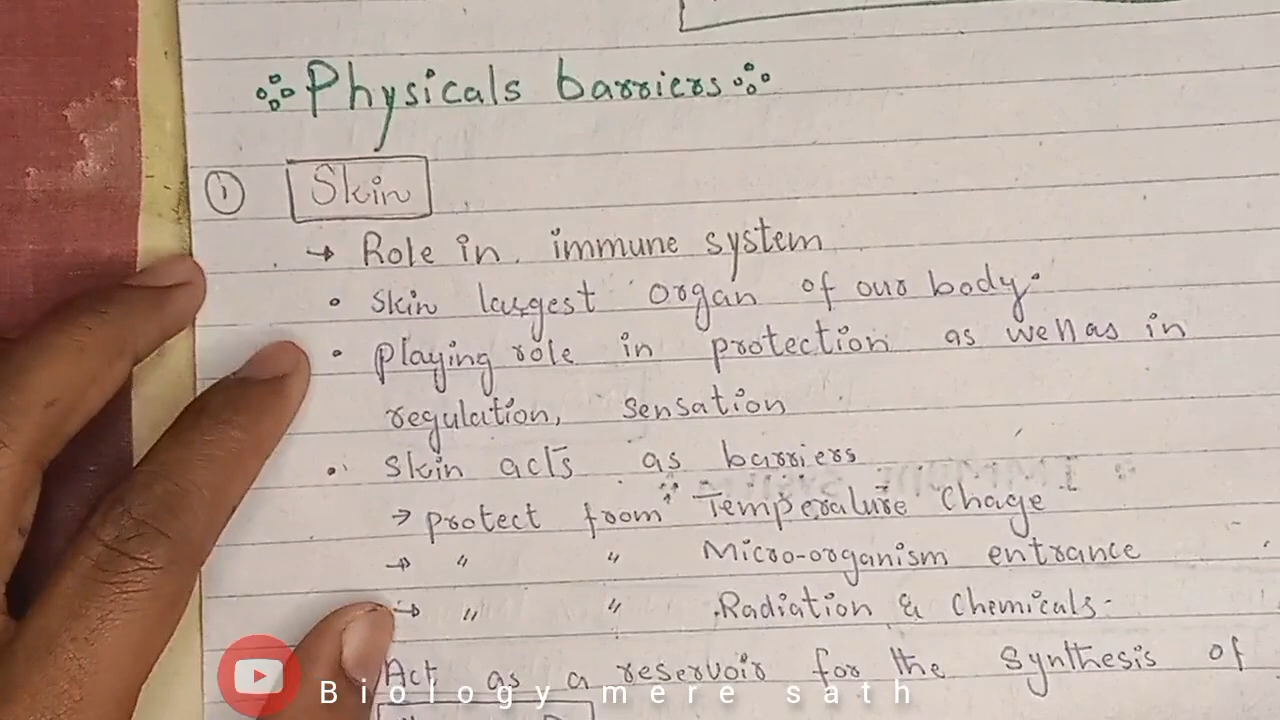 Physicals barriers
① Skin
→ Role in immune system
• Skin largest organ of our body.
• playing role in protection as well as in
regulation, sensation
• Skin acts as barriers
→ protect from Temperature Chage
→ " " Micro-organism entrance
→ " " Radiation & Chemicals-
Act as a reservoir for the Synthesis of
Biology mere sath